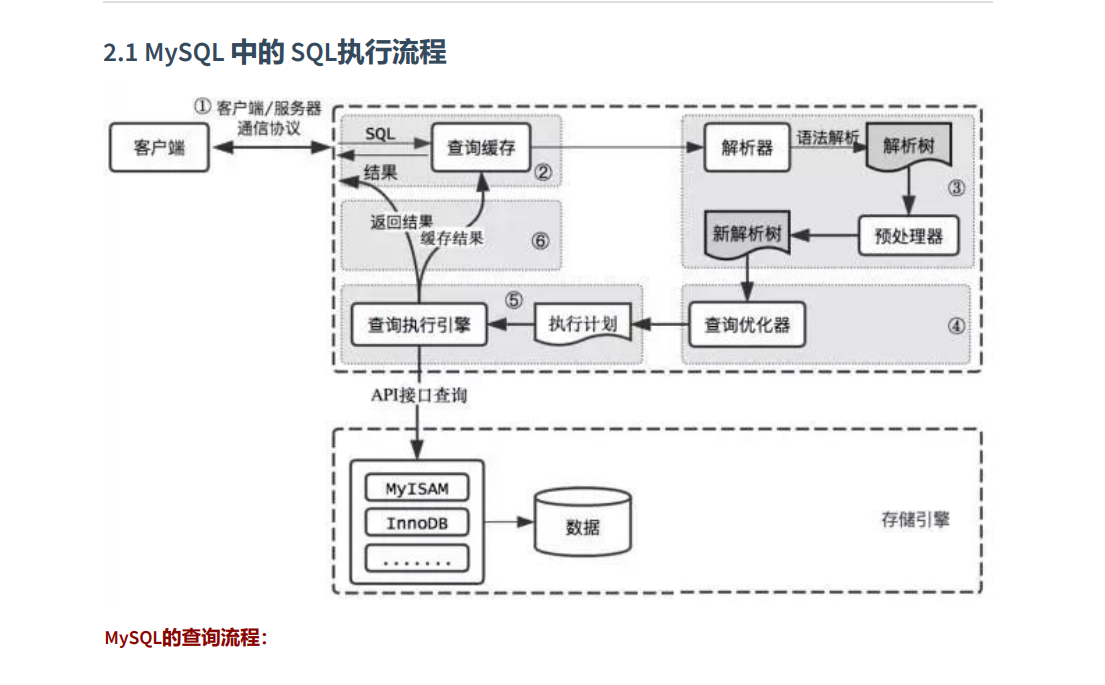 2.1 MySQL 中的 SQL执行流程
① 客户端/服务器
通信协议
客户端
SQL
查询缓存
②
结果
解析器
语法解析
解析树
③
返回结果
缓存结果
⑥
新解析树
预处理器
查询执行引擎
⑤
执行计划
查询优化器
④
API接口查询
MyISAM
InnoDB
.......
数据
存储引擎
MySQL的查询流程：